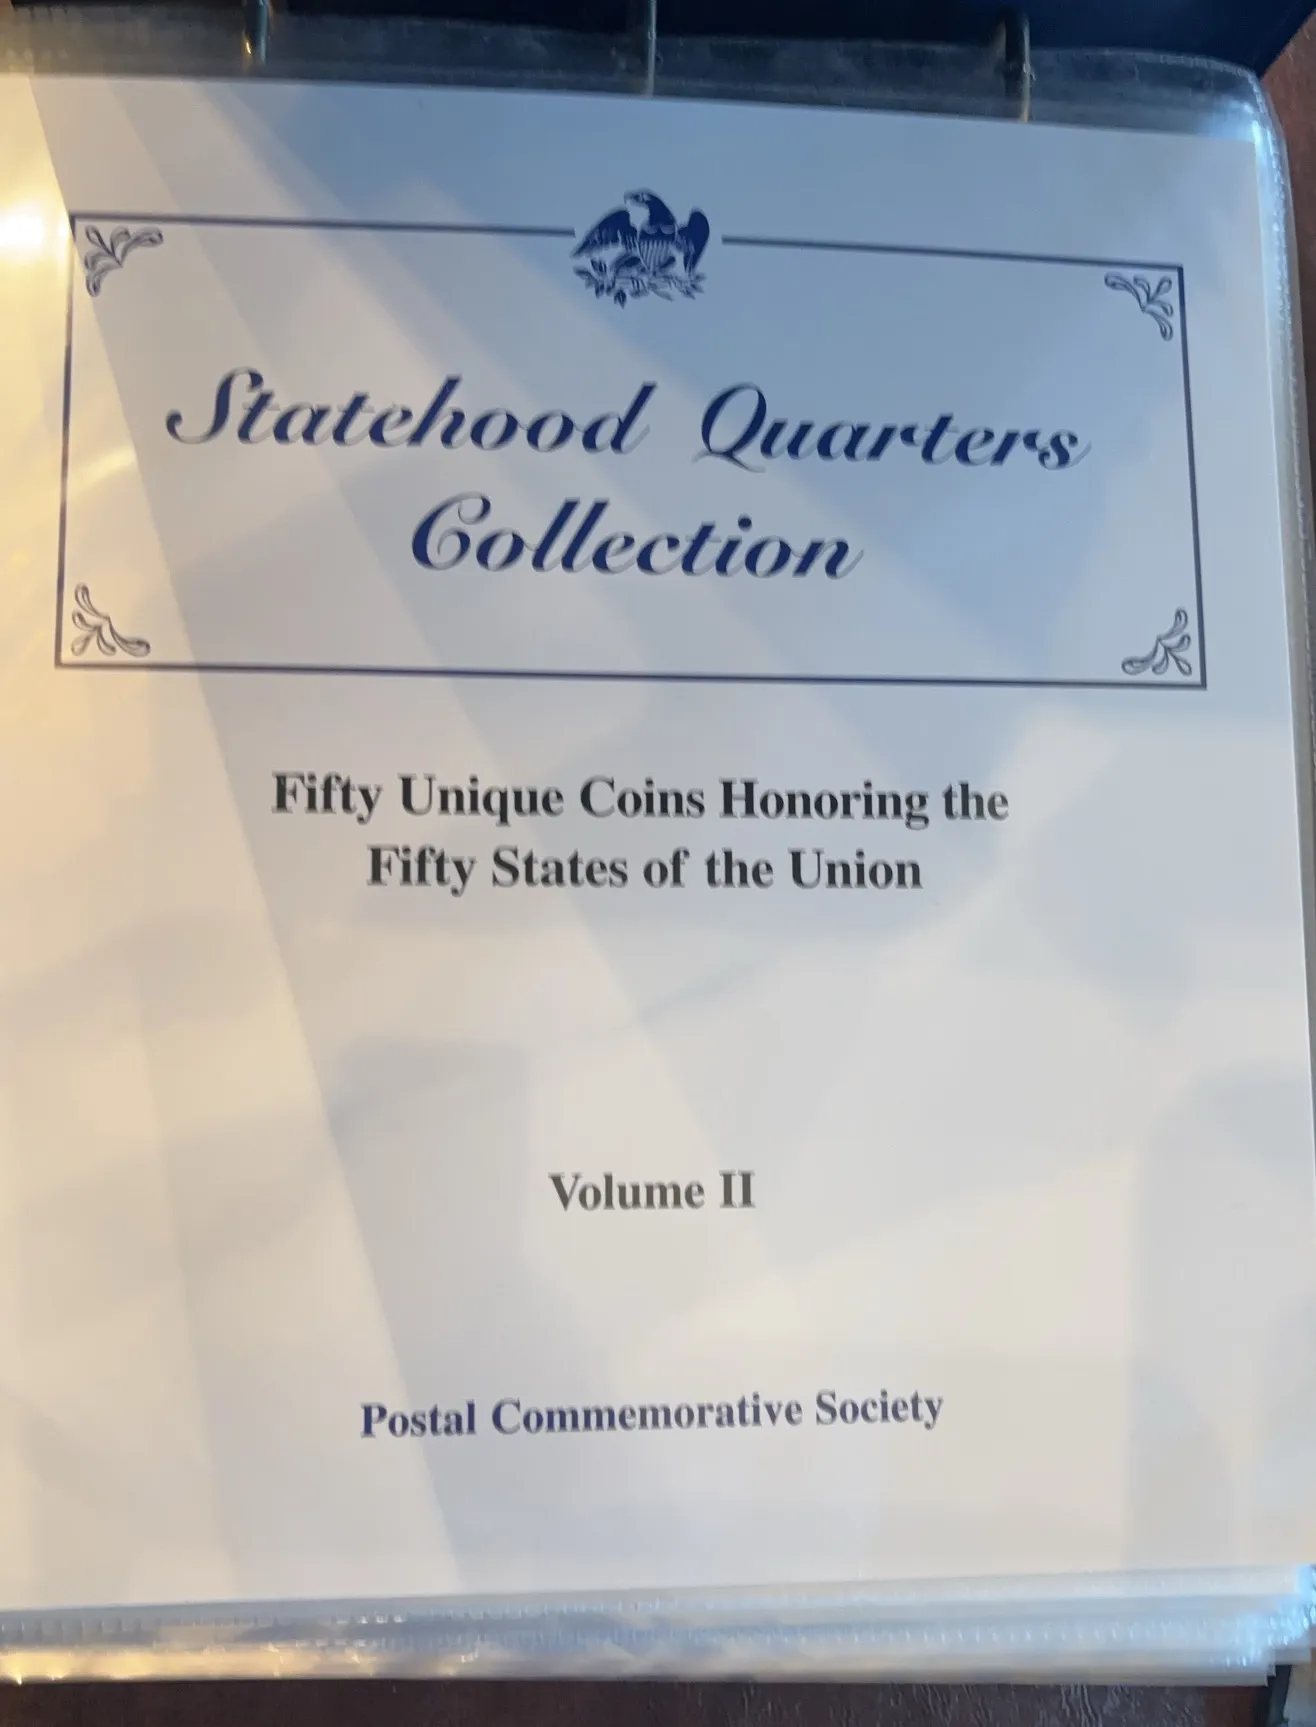 Statehood Quarters
Collection
Fifty Unique Coins Honoring the
Fifty States of the Union
Volume II
Postal Commemorative Society